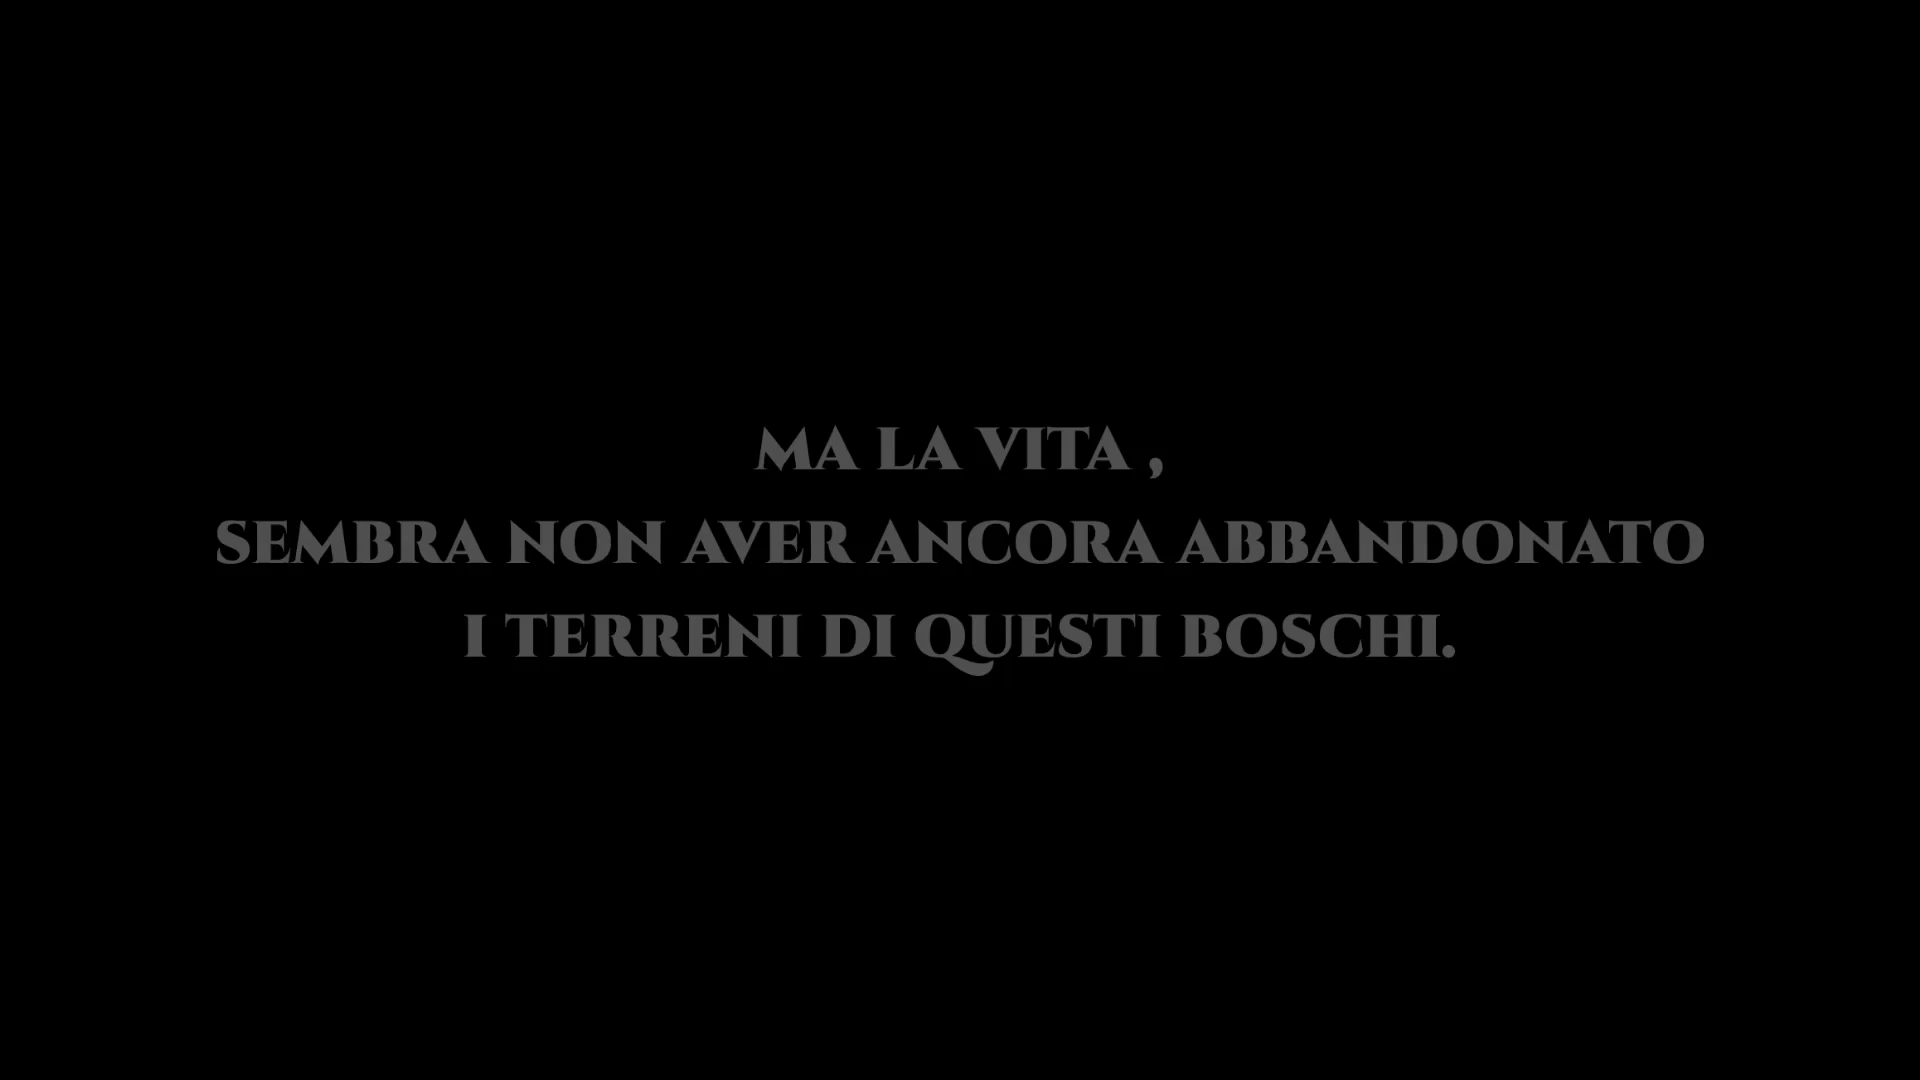 MA LA VITA ,
SEMBRA NON AVER ANCORA ABBANDONATO
I TERRENI DI QUESTI BOSCHI.